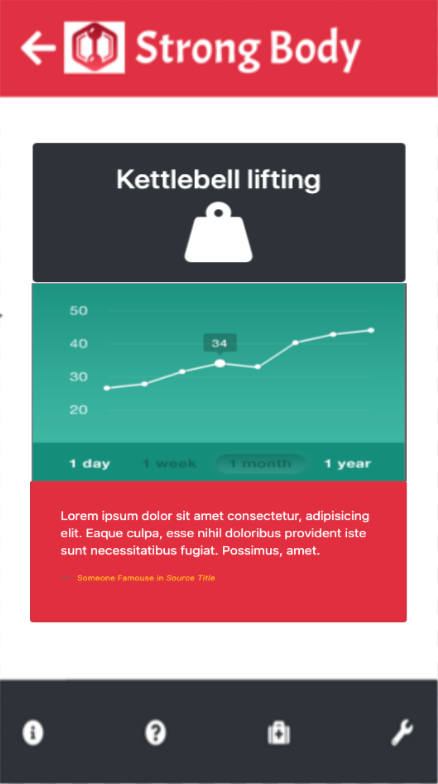 Strong Body
Kettlebell lifting
50
40
34
30
20
1 day 1 week 1 month 1 year
Lorem ipsum dolor sit amet consectetur, adipisicing
elit. Eaque culpa, esse nihil doloribus provident iste
sunt necessitatibus fugiat. Possimus, amet.
— Someone Famouse in Source Title